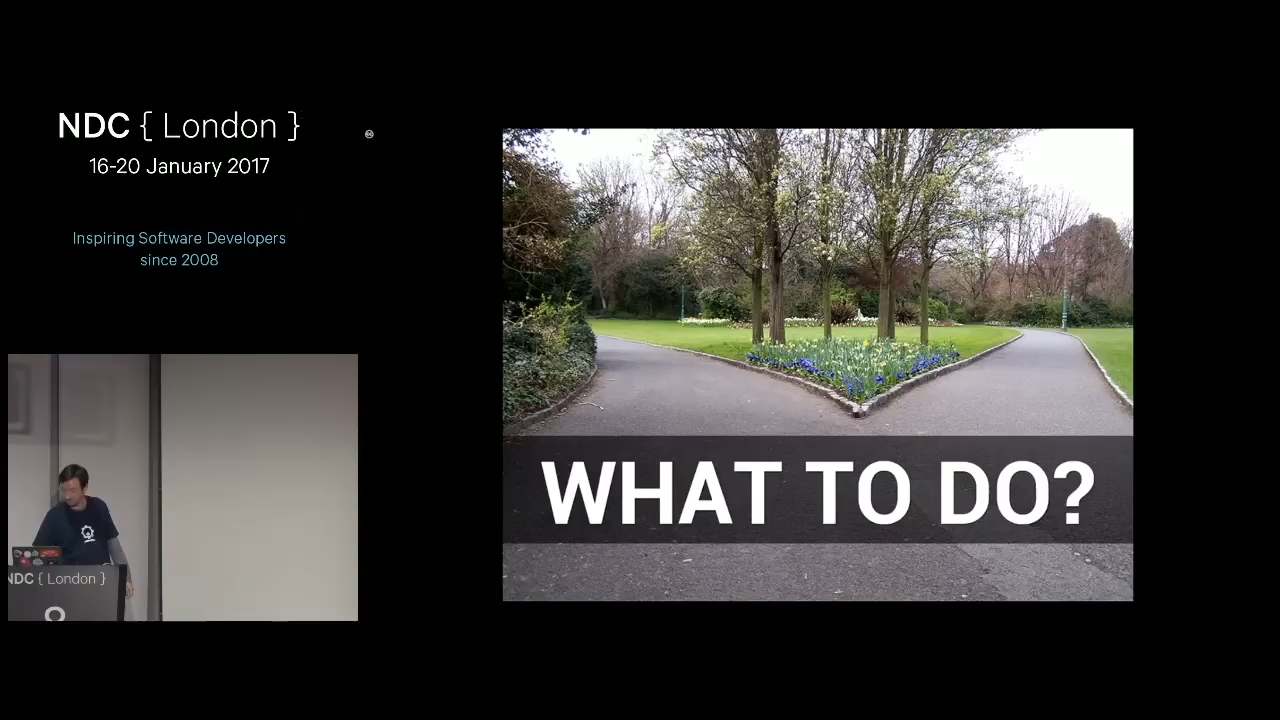 NDC { London }
16-20 January 2017
Inspiring Software Developers
since 2008
WHAT TO DO?
NDC { London }